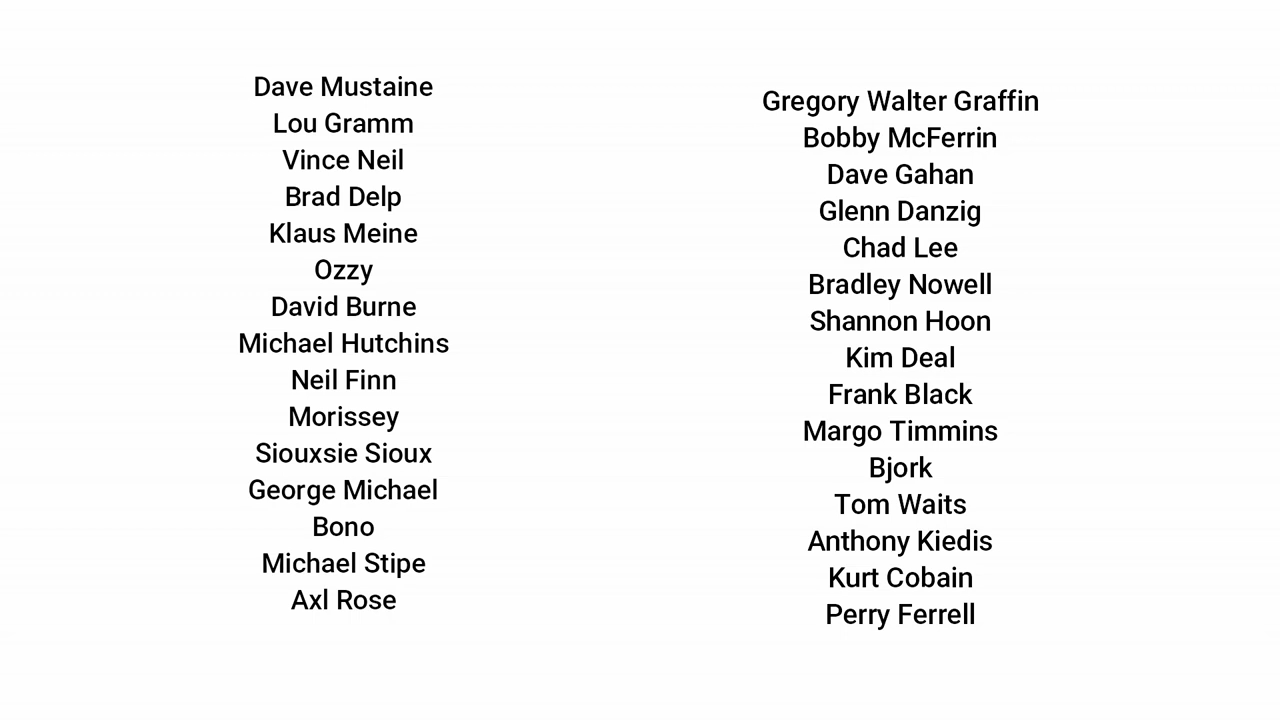 Dave Mustaine
Lou Gramm
Vince Neil
Brad Delp
Klaus Meine
Ozzy
David Burne
Michael Hutchins
Neil Finn
Morissey
Siouxsie Sioux
George Michael
Bono
Michael Stipe
Axl Rose
Gregory Walter Graffin
Bobby McFerrin
Dave Gahan
Glenn Danzig
Chad Lee
Bradley Nowell
Shannon Hoon
Kim Deal
Frank Black
Margo Timmins
Bjork
Tom Waits
Anthony Kiedis
Kurt Cobain
Perry Ferrell